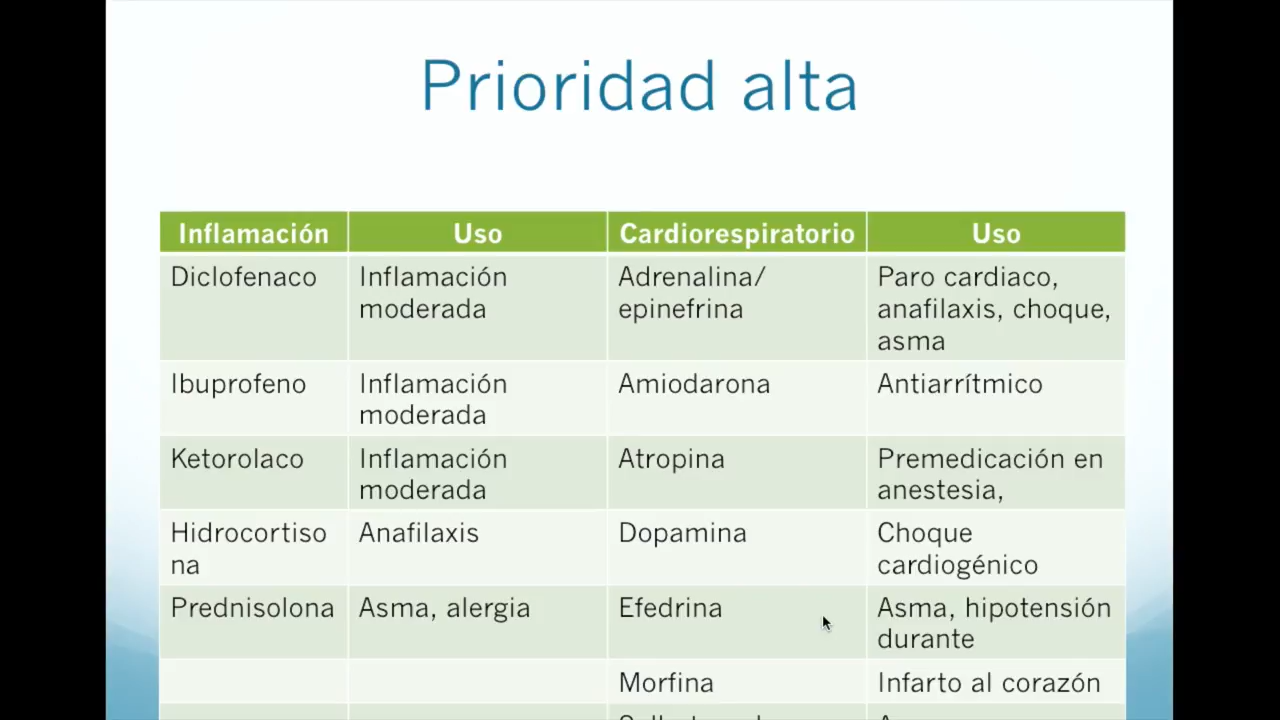 Prioridad alta
Inflamación Uso Cardiorespiratorio Uso
Diclofenaco Inflamación Adrenalina/ Paro cardiaco,
moderada epinefrina anafilaxis, choque,
asma
Ibuprofeno Inflamación Amiodarona Antiarrítmico
moderada
Ketorolaco Inflamación Atropina Premedicación en
moderada anestesia,
Hidrocortiso Anafilaxis Dopamina Choque
na cardiogénico
Prednisolona Asma, alergia Efedrina Asma, hipotensión
durante
Morfina Infarto al corazón